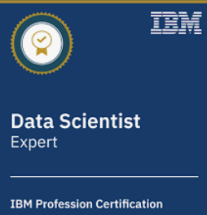 IBM
Data Scientist
Expert
IBM Profession Certification